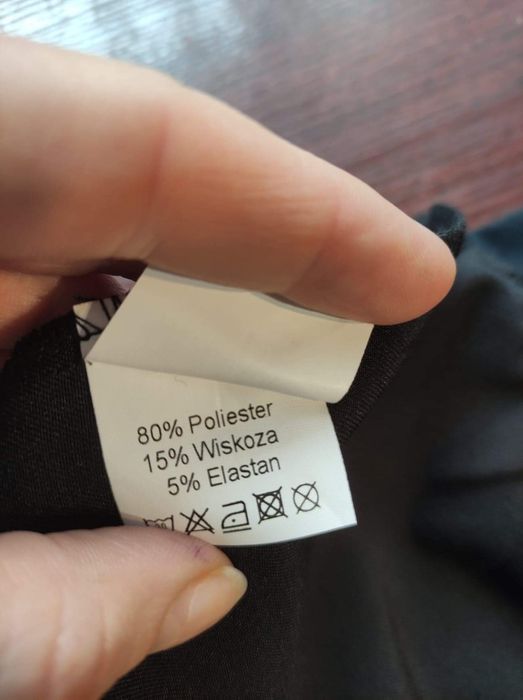 80% Poliester
15% Wiskoza
5% Elastan